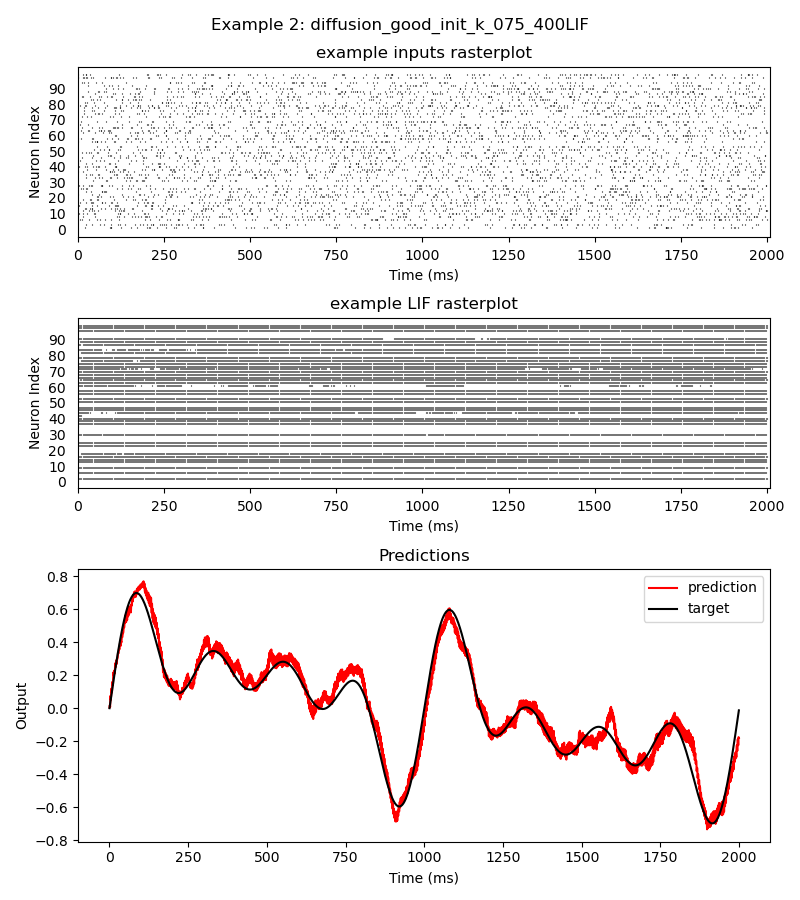 Example 2: diffusion_good_init_k_075_400LIF
example inputs rasterplot
Neuron Index
90
80
70
60
50
40
30
20
10
0
0 250 500 750 1000 1250 1500 1750 2000
Time (ms)
example LIF rasterplot
Neuron Index
90
80
70
60
50
40
30
20
10
0
0 250 500 750 1000 1250 1500 1750 2000
Time (ms)
Predictions
Output
0.8
0.6
0.4
0.2
0.0
−0.2
−0.4
−0.6
−0.8
prediction
target
0 250 500 750 1000 1250 1500 1750 2000
Time (ms)